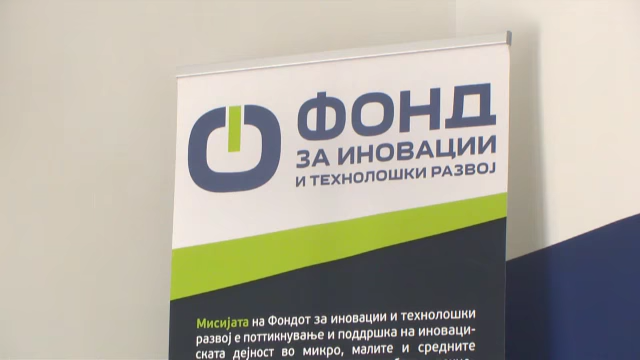 ФОНД
ЗА ИНОВАЦИИ
И ТЕХНОЛОШКИ РАЗВОЈ
Мисијата на Фондот за иновации и технолошки
развој е поттикнување и поддршка на иноваци-
ската дејност во микро, малите и средните